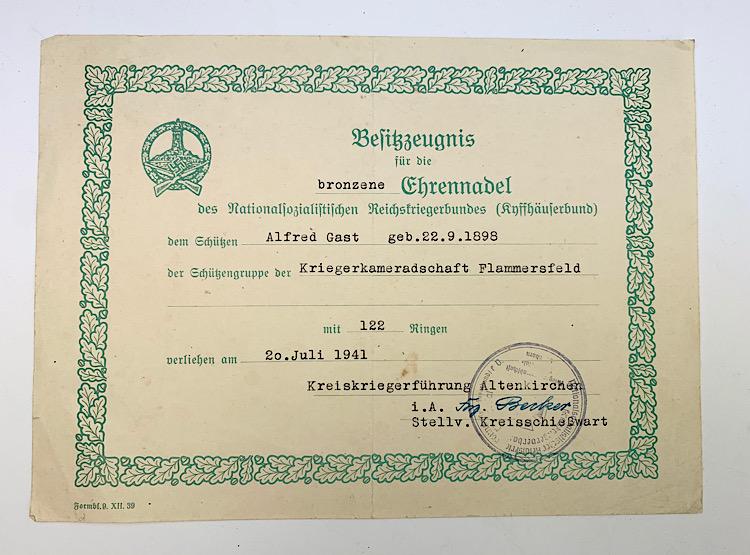 Besitzzeugnis
für die
bronzene Ehrennadel
des Nationalsozialistischen Reichskriegerbundes (Kyffhäuserbund)
dem Schützen Alfred Gast geb.22.9.1898
der Schützengruppe der Kriegerkameradschaft Flammersfeld
mit 122 Ringen
verliehen am 2o.Juli 1941
Kreiskriegerführung Altenkirchen
i.A. Becker
Stellv. Kreisschießwart
Formbl. 9. XII. 39